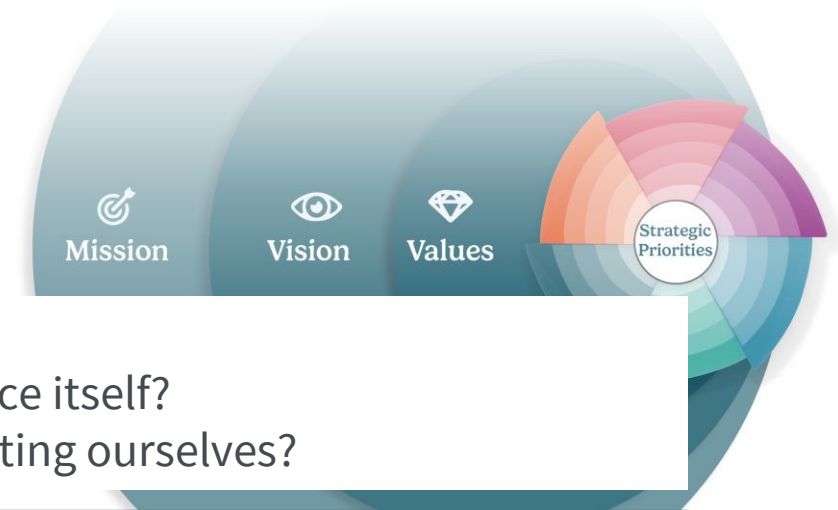 Mission
Vision
Values
Strategic
Priorities
ce itself?
ting ourselves?